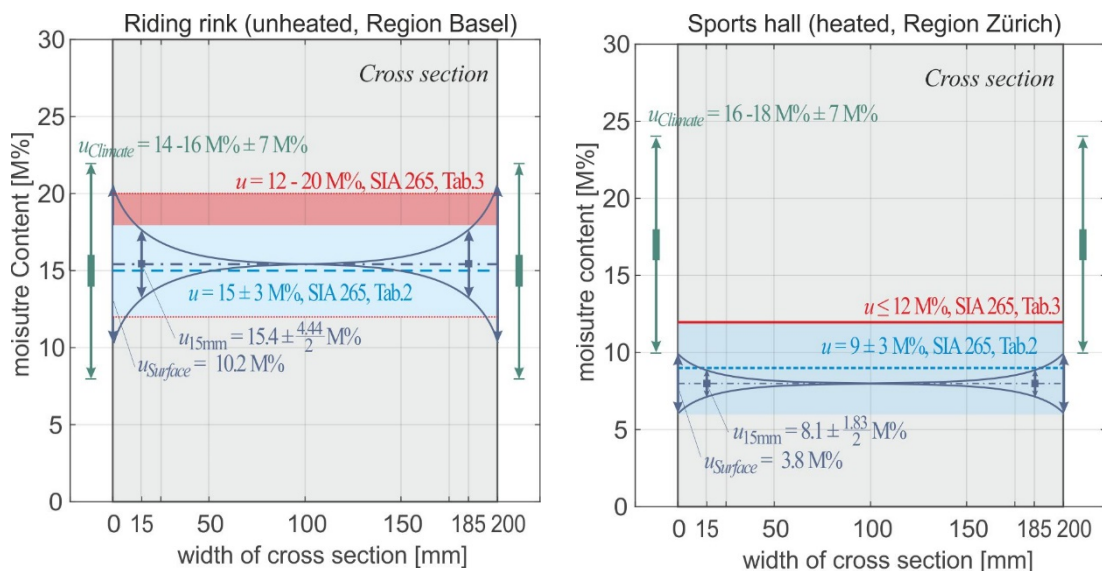 Riding rink (unheated, Region Basel)
30
25
20
15
10
5
0
moisutre Content [M%]
Cross section
uClimate = 14 -16 M% ± 7 M%
u = 12 - 20 M%, SIA 265, Tab.3
u = 15 ± 3 M%, SIA 265, Tab.2
u15mm = 15.4 ± 4.44/2 M%
uSurface = 10.2 M%
0 15 50 100 150 185 200
width of cross section [mm]
Sports hall (heated, Region Zürich)
30
25
20
15
10
5
0
moisutre content [M%]
Cross section
uClimate = 16 -18 M% ± 7 M%
u ≤ 12 M%, SIA 265, Tab.3
u = 9 ± 3 M%, SIA 265, Tab.2
u15mm = 8.1 ± 1.83/2 M%
uSurface = 3.8 M%
0 15 50 100 150 185 200
width of cross section [mm]